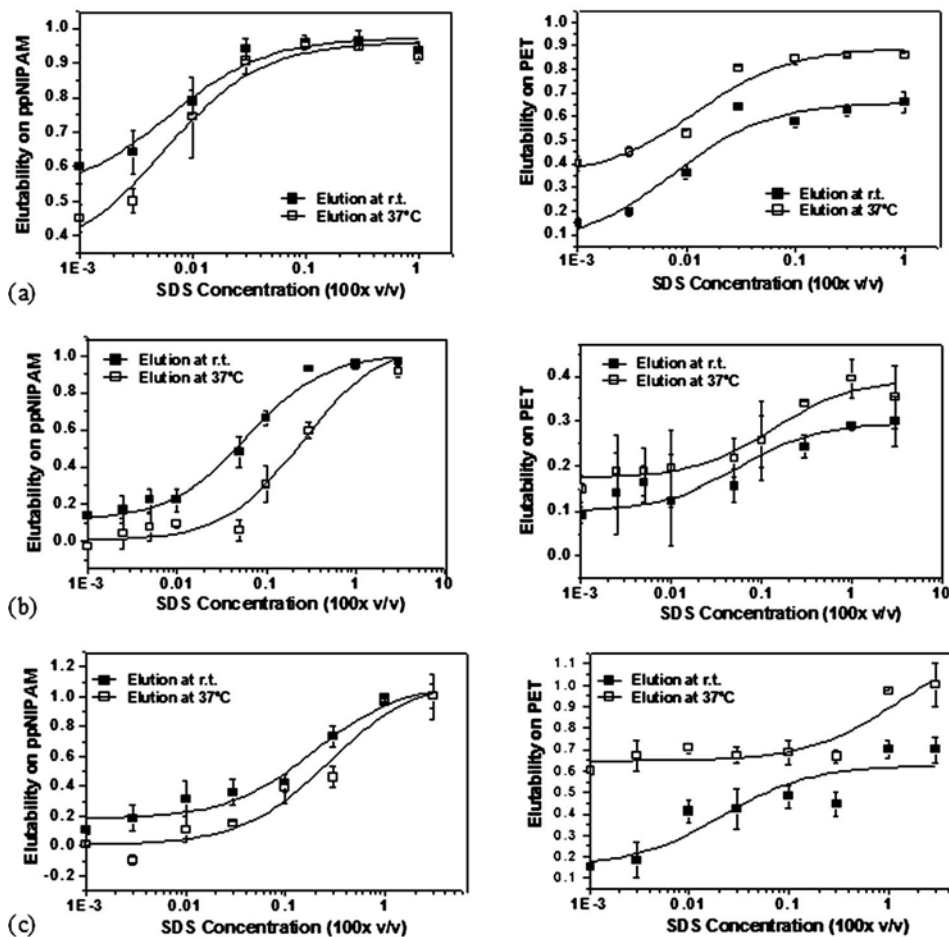 (a)
Elutability on ppNIPAM
1.0
0.9
0.8
0.7
0.6
0.5
0.4
Elution at r.t.
Elution at 37°C
1E-3 0.01 0.1 1
SDS Concentration (100x v/v)
Elutability on PET
1.0
0.9
0.8
0.7
0.6
0.5
0.4
0.3
0.2
0.1
Elution at r.t.
Elution at 37°C
1E-3 0.01 0.1 1
SDS Concentration (100x v/v)
(b)
Elutability on ppNIPAM
1.0
0.8
0.6
0.4
0.2
0.0
Elution at r.t.
Elution at 37°C
1E-3 0.01 0.1 1 10
SDS Concentration (100x v/v)
Elutability on PET
0.4
0.3
0.2
0.1
0.0
Elution at r.t.
Elution at 37°C
1E-3 0.01 0.1 1 10
SDS Concentration (100x v/v)
(c)
Elutability on ppNIPAM
1.2
1.0
0.8
0.6
0.4
0.2
0.0
-0.2
Elution at r.t.
Elution at 37°C
1E-3 0.01 0.1 1
SDS Concentration (100x v/v)
Elutability on PET
1.1
1.0
0.9
0.8
0.7
0.6
0.5
0.4
0.3
0.2
0.1
Elution at r.t.
Elution at 37°C
1E-3 0.01 0.1 1
SDS Concentration (100x v/v)